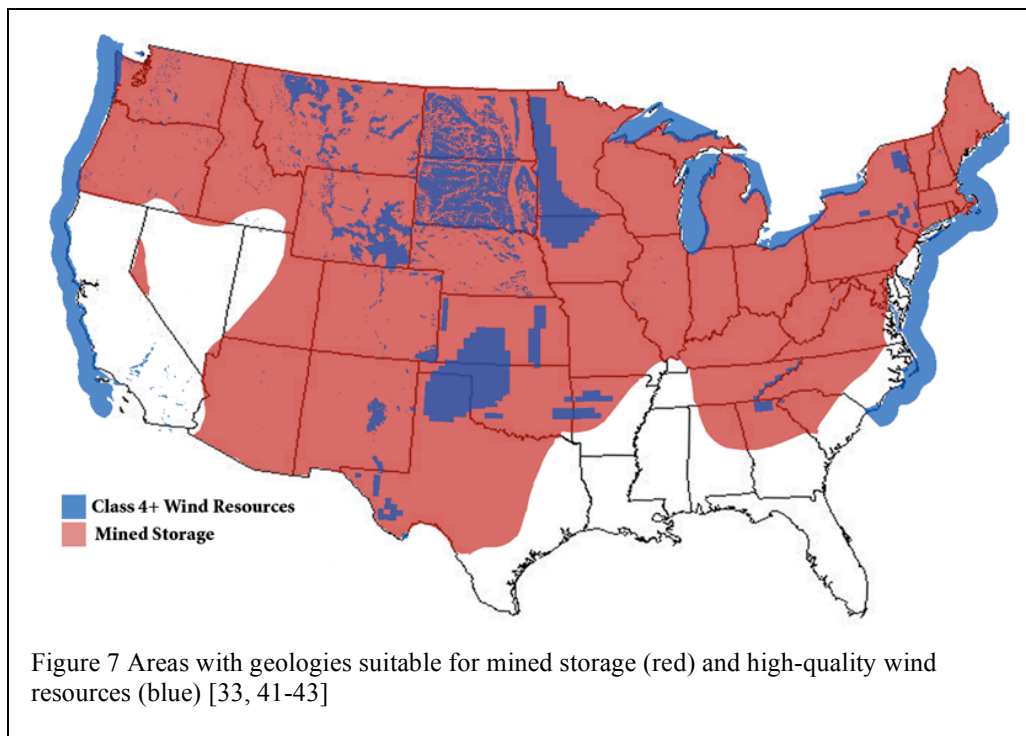 Class 4+ Wind Resources
Mined Storage
Figure 7 Areas with geologies suitable for mined storage (red) and high-quality wind
resources (blue) [33, 41-43]